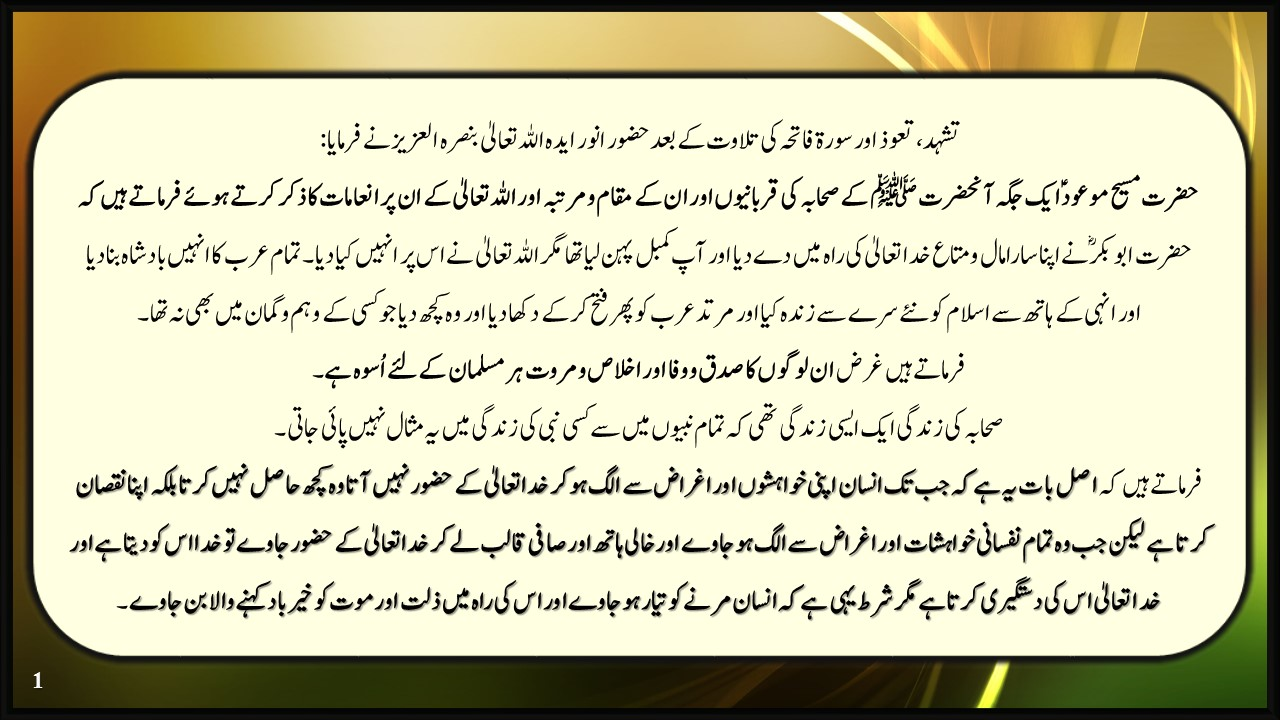 تشہد، تعوذ اور سورۃ فاتحہ کی تلاوت کے بعد حضور انور ایدہ اللہ تعالیٰ بنصرہ العزیز نے فرمایا:
حضرت مسیح موعودؑ ایک جگہ آنحضرت ﷺ کے صحابہ کی قربانیوں اور ان کے مقام و مرتبہ اور اللہ تعالیٰ کے ان پر انعامات کا ذکر کرتے ہوئے فرماتے ہیں کہ
حضرت ابو بکرؓ نے اپنا سارا مال و متاع خدا تعالیٰ کی راہ میں دے دیا اور آپ کمبل پہن لیا تھا مگر اللہ تعالیٰ نے اس پر انہیں کیا دیا۔ تمام عرب کا انہیں بادشاہ بنا دیا
اور انہی کے ہاتھ سے اسلام کو نئے سرے سے زندہ کیا اور مرتد عرب کو پھر فتح کر کے دکھا دیا اور وہ کچھ دیا جو کسی کے وہم و گمان میں بھی نہ تھا۔
فرماتے ہیں غرض ان لوگوں کا صدق و وفا اور اخلاص و مروت ہر مسلمان کے لئے اُسوہ ہے۔
صحابہ کی زندگی ایک ایسی زندگی تھی کہ تمام نبیوں میں سے کسی نبی کی زندگی میں یہ مثال نہیں پائی جاتی۔
فرماتے ہیں کہ اصل بات یہ ہے کہ جب تک انسان اپنی خواہشوں اور اغراض سے الگ ہو کر خدا تعالیٰ کے حضور نہیں آتا وہ کچھ حاصل نہیں کرتا بلکہ اپنا نقصان
کرتا ہے لیکن جب وہ تمام نفسانی خواہشات اور اغراض سے الگ ہو جاوے اور خالی ہاتھ اور صافی قالب لے کر خدا تعالیٰ کے حضور جاوے تو خدا اس کو دیتا ہے اور
خدا تعالیٰ اس کی دستگیری کرتا ہے مگر شرط یہی ہے کہ انسان مرنے کو تیار ہو جاوے اور اس کی راہ میں ذلت اور موت کو خیر باد کہنے والا بن جاوے۔
1